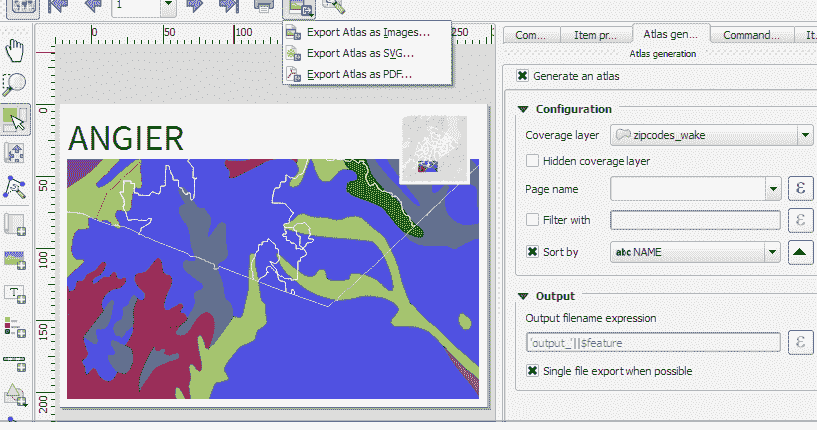 1
Export Atlas as Images...
Export Atlas as SVG...
Export Atlas as PDF...
0
50
100
250
0
50
100
150
200
ANGIER
Com...
Item pr...
Atlas gen...
Command...
It
Atlas generation
Generate an atlas
Configuration
Coverage layer
zipcodes_wake
Hidden coverage layer
Page name
ε
Filter with
ε
Sort by
abc NAME
Output
Output filename expression
'output_'||$feature
ε
Single file export when possible